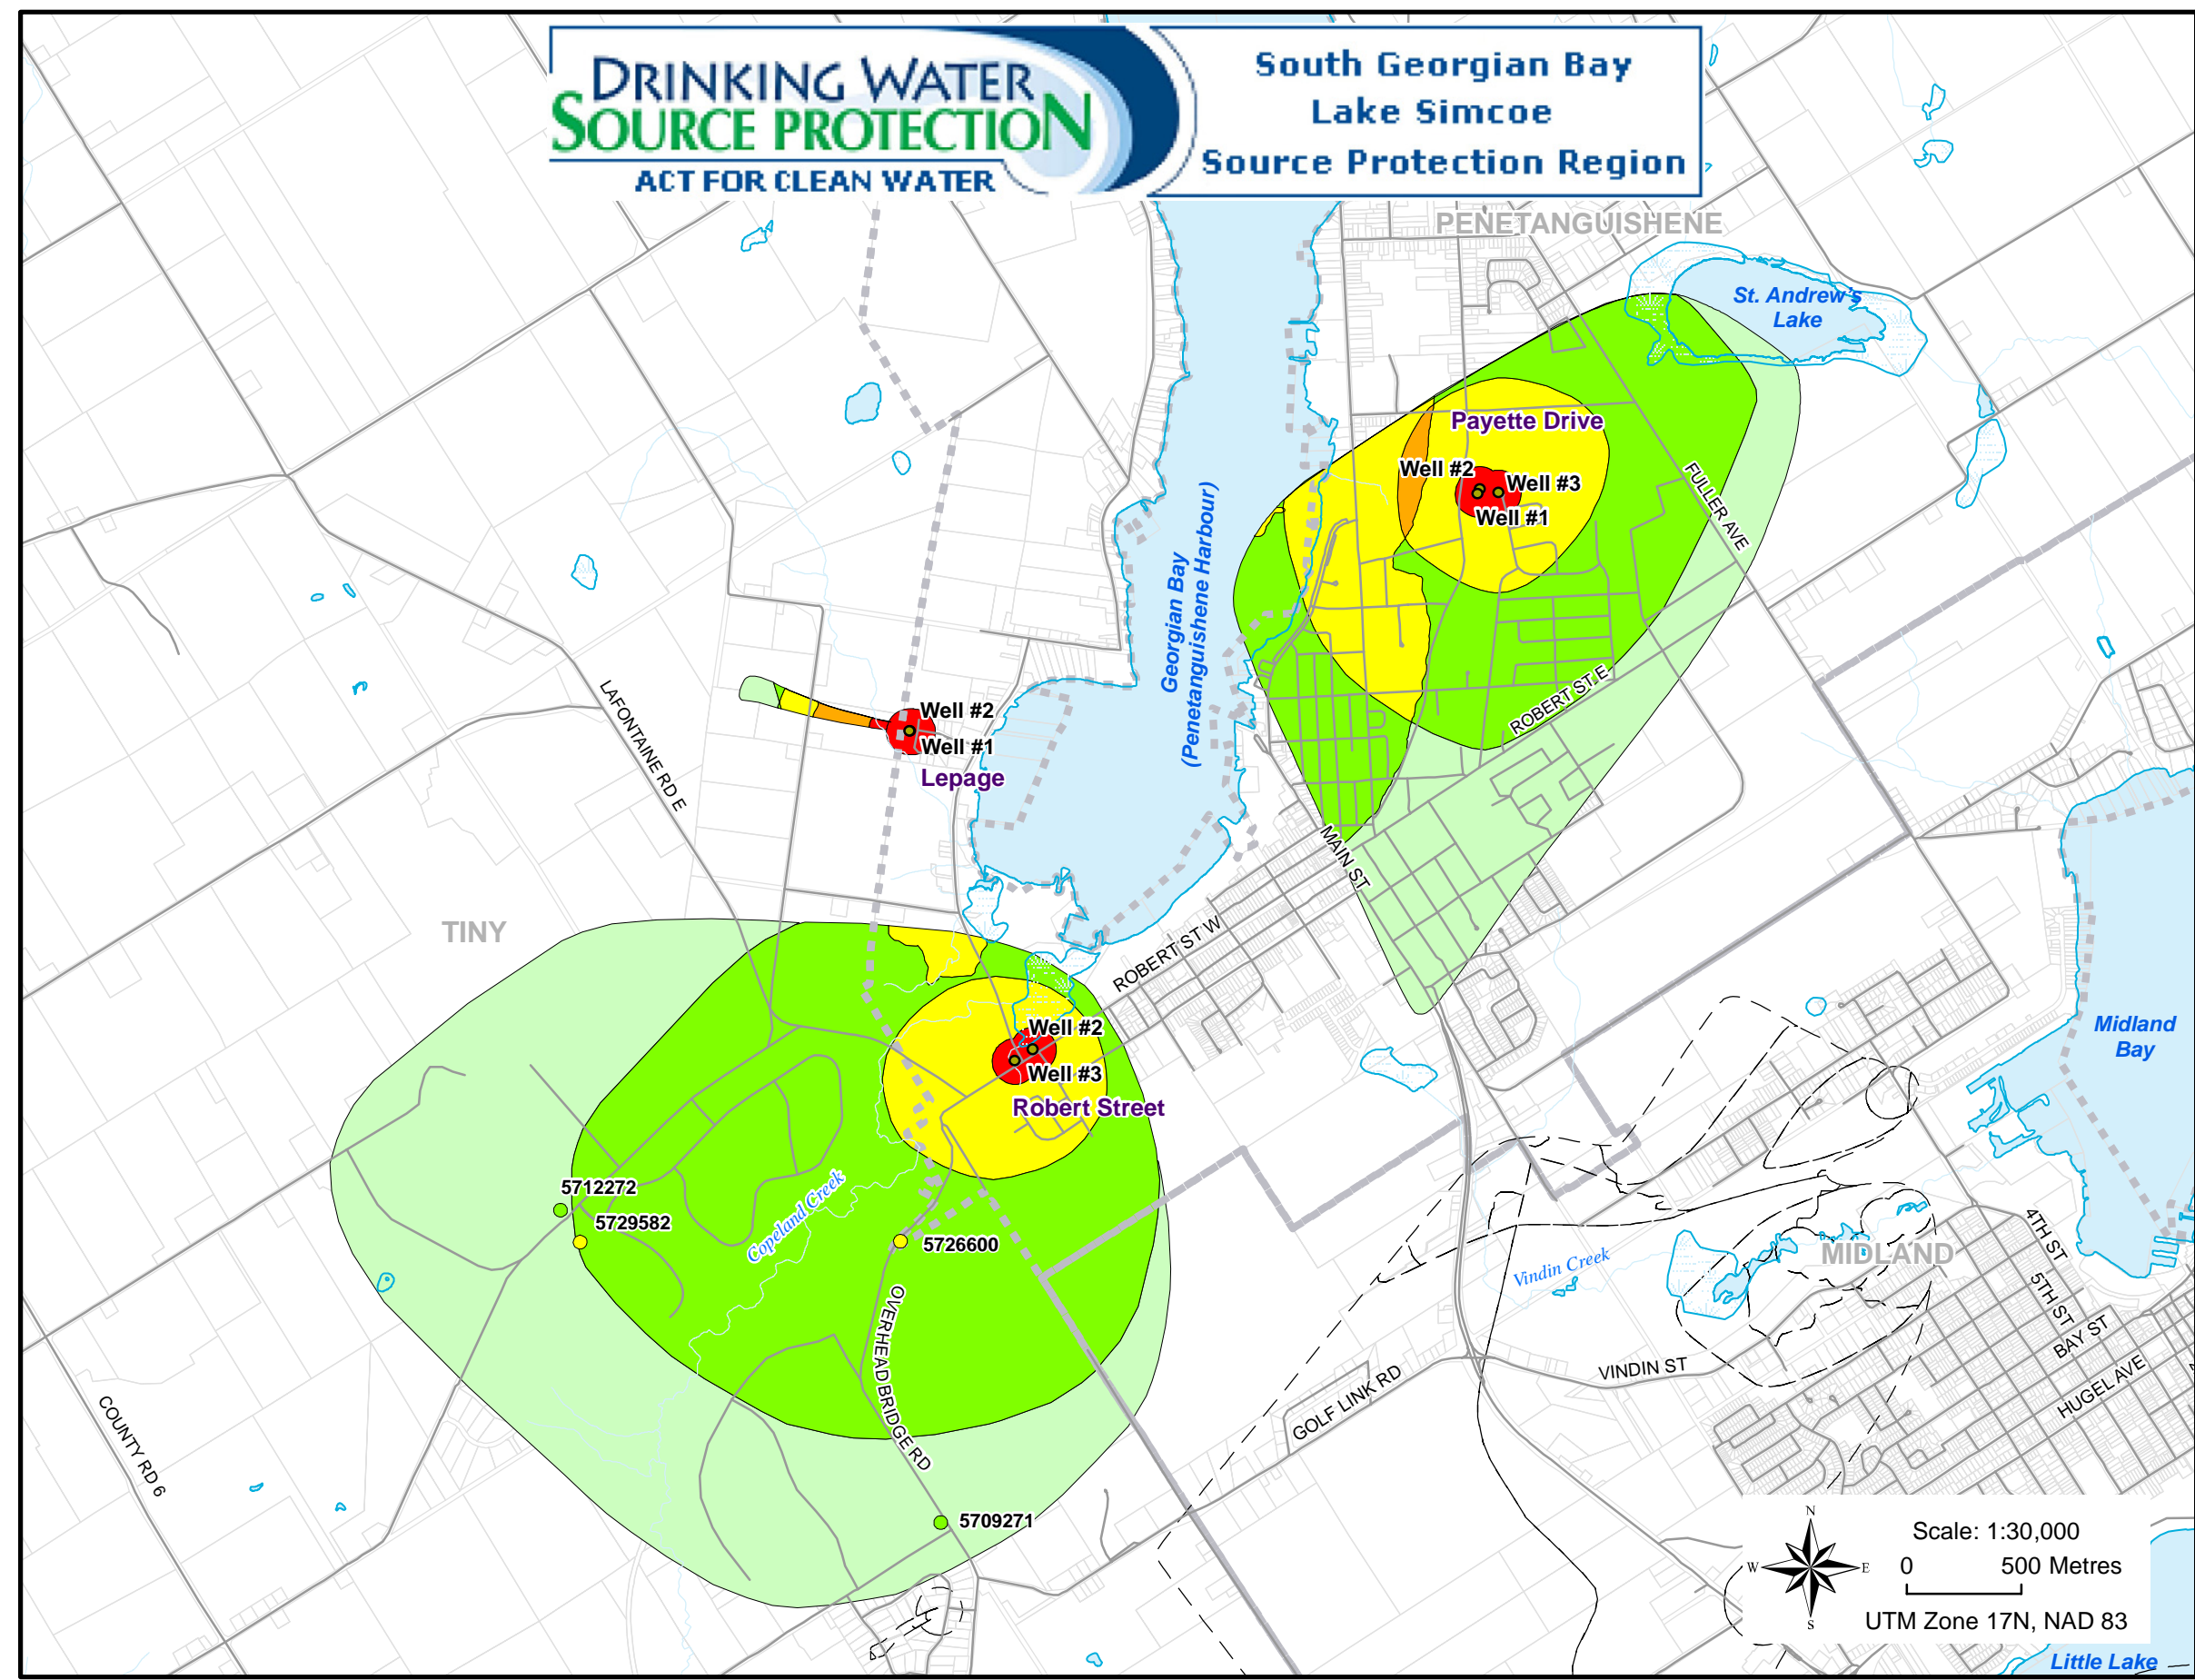 DRINKING WATER
SOURCE PROTECTION
ACT FOR CLEAN WATER
South Georgian Bay
Lake Simcoe
Source Protection Region
PENETANGUISHENE
St. Andrew's
Lake
Payette Drive
Well #2
Well #3
Well #1
FULLER AVE
Georgian Bay
(Penetanguishene Harbour)
ROBERT ST E
LAFONTAINE RD E
Well #2
Well #1
Lepage
MAIN ST
TINY
ROBERT ST W
Well #2
Well #3
Robert Street
Midland
Bay
5712272
5729582
Copeland Creek
5726600
OVERHEAD BRIDGE RD
Vindin Creek
MIDLAND
4TH ST
5TH ST
BAY ST
HUGEL AVE
VINDIN ST
GOLF LINK RD
COUNTY RD 6
5709271
N
W
E
S
Scale: 1:30,000
0 500 Metres
UTM Zone 17N, NAD 83
Little Lake